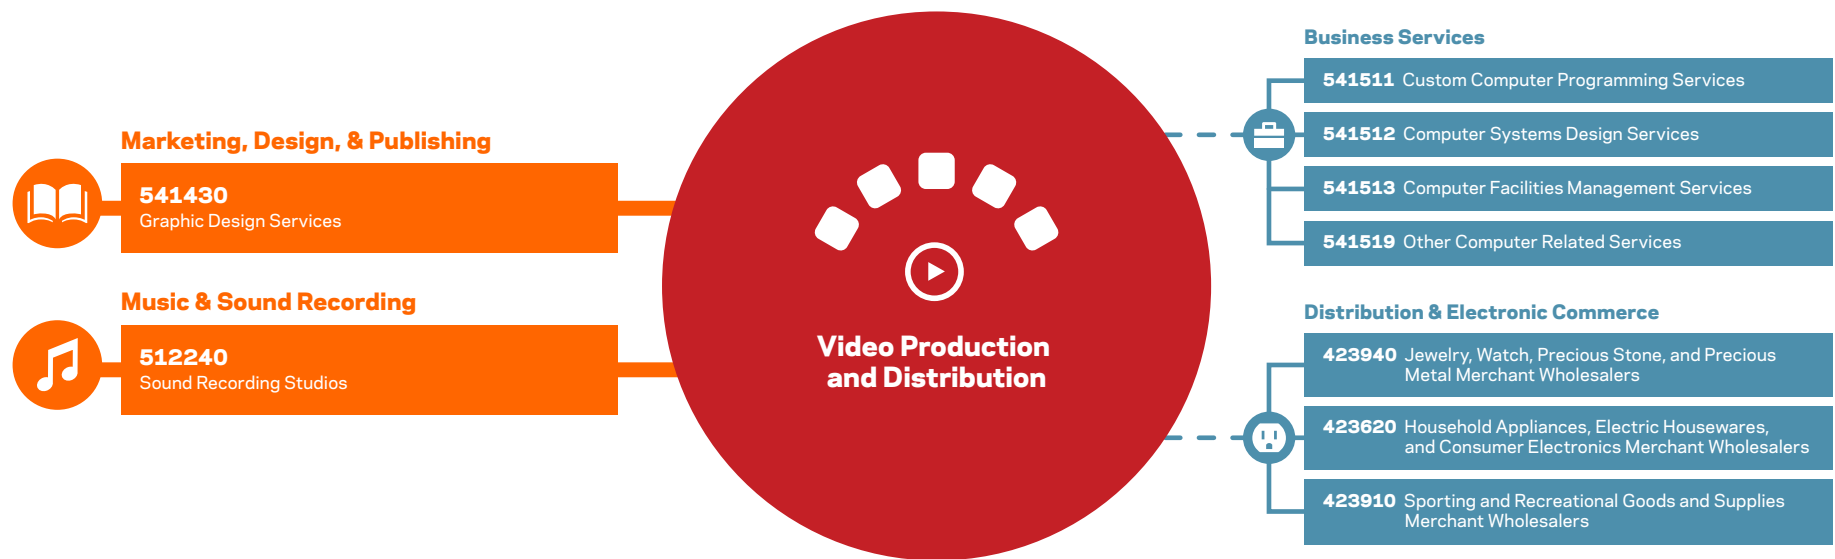 Marketing, Design, & Publishing
541430
Graphic Design Services
Music & Sound Recording
512240
Sound Recording Studios
Video Production
and Distribution
Business Services
541511 Custom Computer Programming Services
541512 Computer Systems Design Services
541513 Computer Facilities Management Services
541519 Other Computer Related Services
Distribution & Electronic Commerce
423940 Jewelry, Watch, Precious Stone, and Precious
Metal Merchant Wholesalers
423620 Household Appliances, Electric Housewares,
and Consumer Electronics Merchant Wholesalers
423910 Sporting and Recreational Goods and Supplies
Merchant Wholesalers